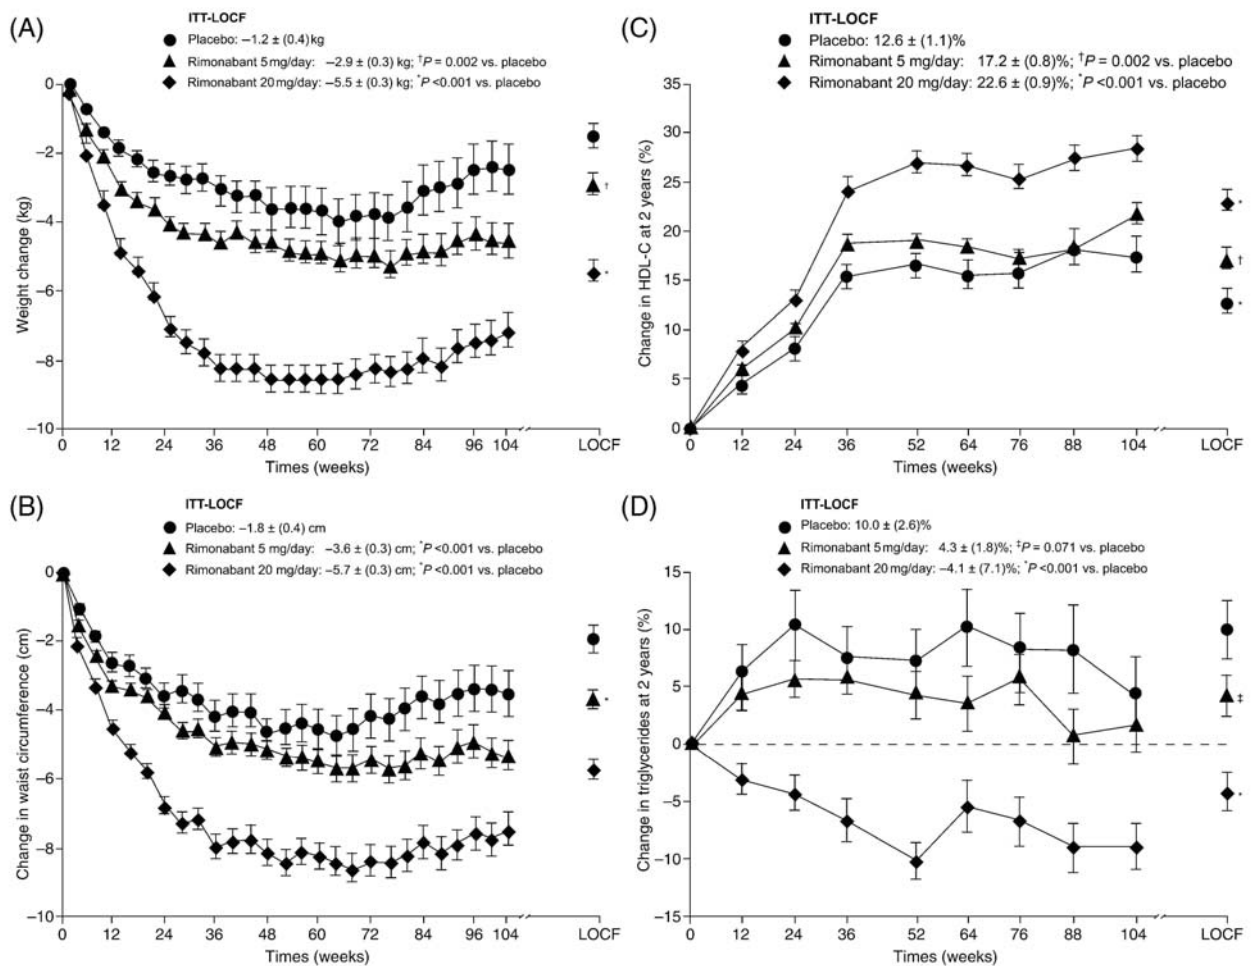 (A)
ITT-LOCF
Placebo: –1.2 ± (0.4) kg
Rimonabant 5 mg/day: –2.9 ± (0.3) kg; †P = 0.002 vs. placebo
Rimonabant 20 mg/day: –5.5 ± (0.3) kg; *P <0.001 vs. placebo
Weight change (kg)
0
–2
–4
–6
–8
–10
†
*
0 12 24 36 48 60 72 84 96 104 LOCF
Times (weeks)
(B)
ITT-LOCF
Placebo: –1.8 ± (0.4) cm
Rimonabant 5 mg/day: –3.6 ± (0.3) cm; *P <0.001 vs. placebo
Rimonabant 20 mg/day: –5.7 ± (0.3) cm; *P <0.001 vs. placebo
Change in waist circumference (cm)
0
–2
–4
–6
–8
–10
*
0 12 24 36 48 60 72 84 96 104 LOCF
Times (weeks)
(C)
ITT-LOCF
Placebo: 12.6 ± (1.1)%
Rimonabant 5 mg/day: 17.2 ± (0.8)%; †P = 0.002 vs. placebo
Rimonabant 20 mg/day: 22.6 ± (0.9)%; *P <0.001 vs. placebo
Change in HDL-C at 2 years (%)
35
30
25
20
15
10
5
0
*
†
*
0 12 24 36 52 64 76 88 104 LOCF
Times (weeks)
(D)
ITT-LOCF
Placebo: 10.0 ± (2.6)%
Rimonabant 5 mg/day: 4.3 ± (1.8)%; ‡P = 0.071 vs. placebo
Rimonabant 20 mg/day: –4.1 ± (7.1)%; *P <0.001 vs. placebo
Change in triglycerides at 2 years (%)
15
10
5
0
–5
–10
–15
‡
*
0 12 24 36 52 64 76 88 104 LOCF
Times (weeks)